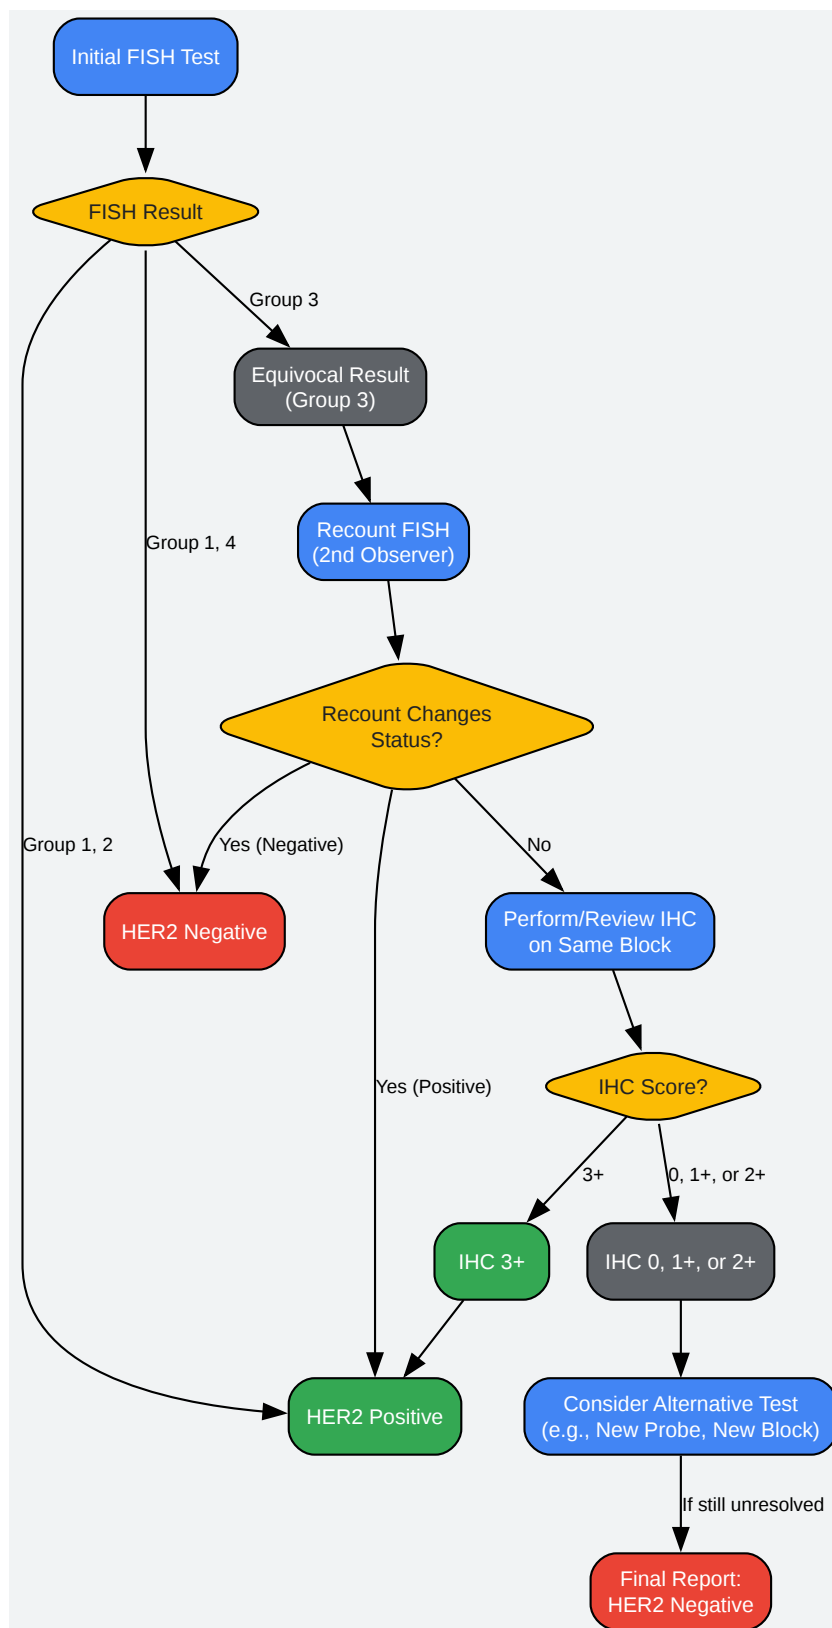 Initial FISH Test
FISH Result
Group 3
Equivocal Result
(Group 3)
Recount FISH
(2nd Observer)
Group 1, 4
Recount Changes
Status?
Group 1, 2
Yes (Negative)
No
HER2 Negative
Perform/Review IHC
on Same Block
Yes (Positive)
IHC Score?
3+
0, 1+, or 2+
IHC 3+
IHC 0, 1+, or 2+
HER2 Positive
Consider Alternative Test
(e.g., New Probe, New Block)
If still unresolved
Final Report:
HER2 Negative